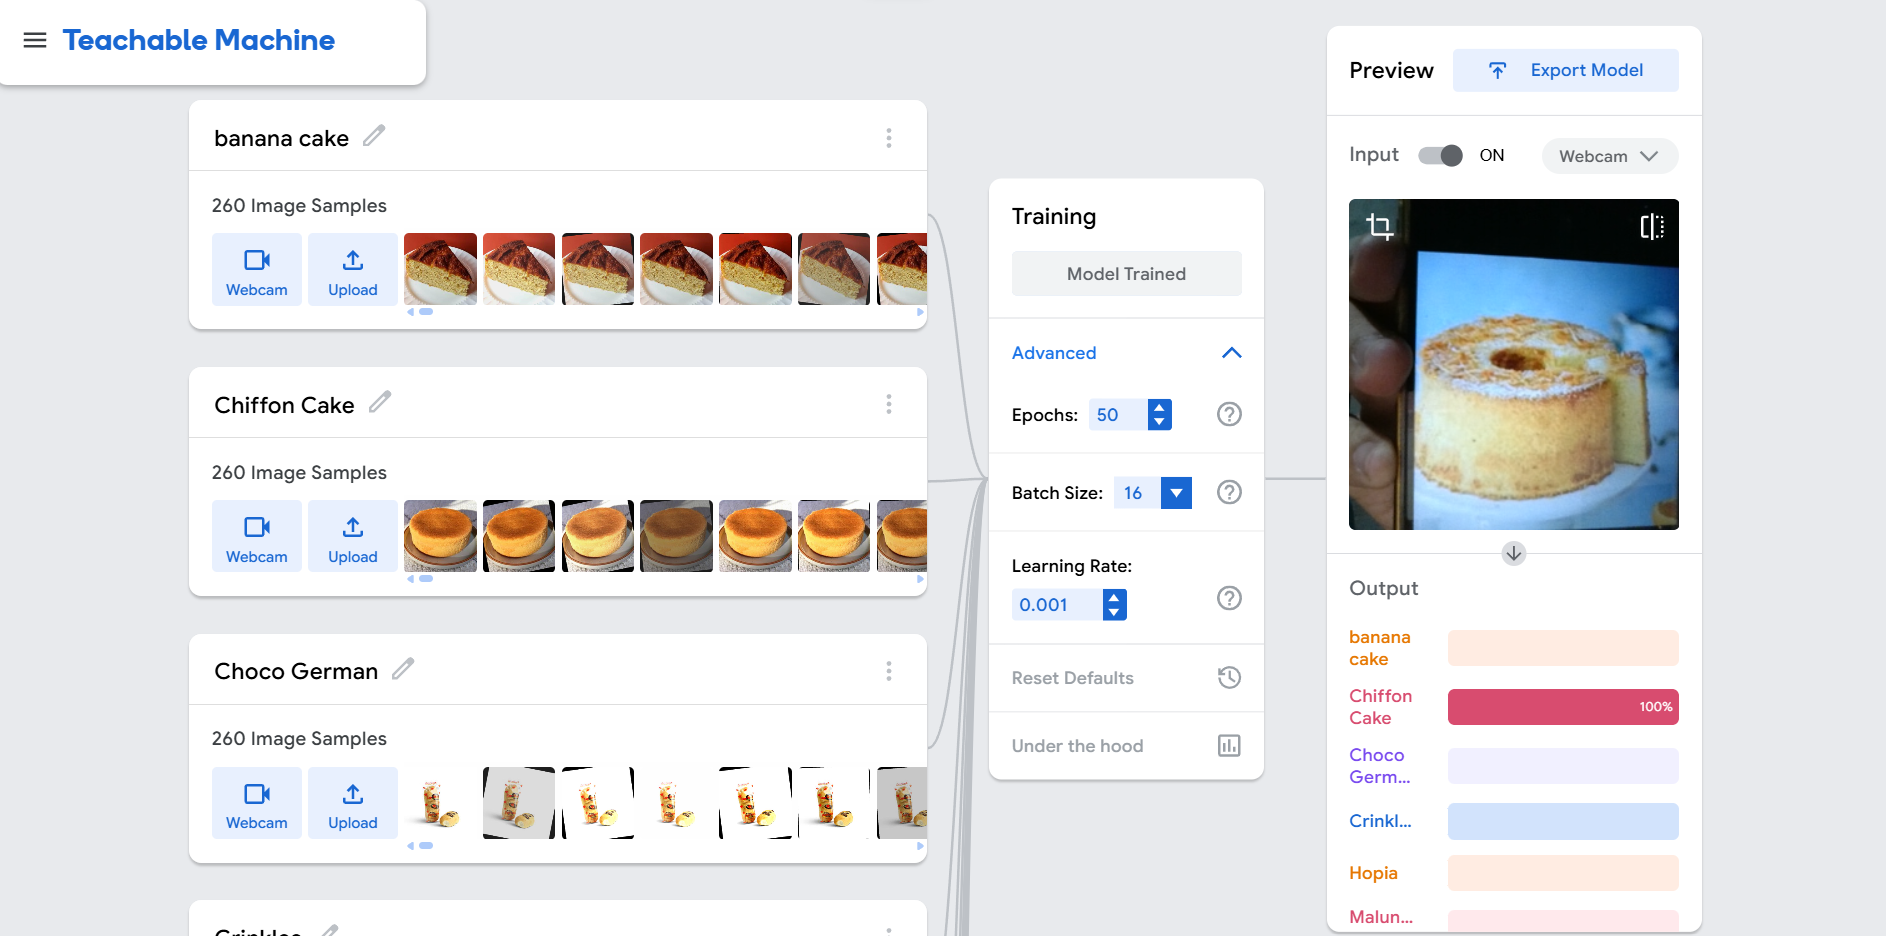 Teachable Machine
banana cake
260 Image Samples
Webcam
Upload
Chiffon Cake
260 Image Samples
Webcam
Upload
Choco German
260 Image Samples
Webcam
Upload
Crinkles
Training
Model Trained
Advanced
Epochs: 50
Batch Size: 16
Learning Rate:
0.001
Reset Defaults
Under the hood
Preview
Export Model
Input
ON
Webcam
Output
banana
cake
Chiffon
Cake
100%
Choco
Germ...
Crinkl...
Hopia
Malun...